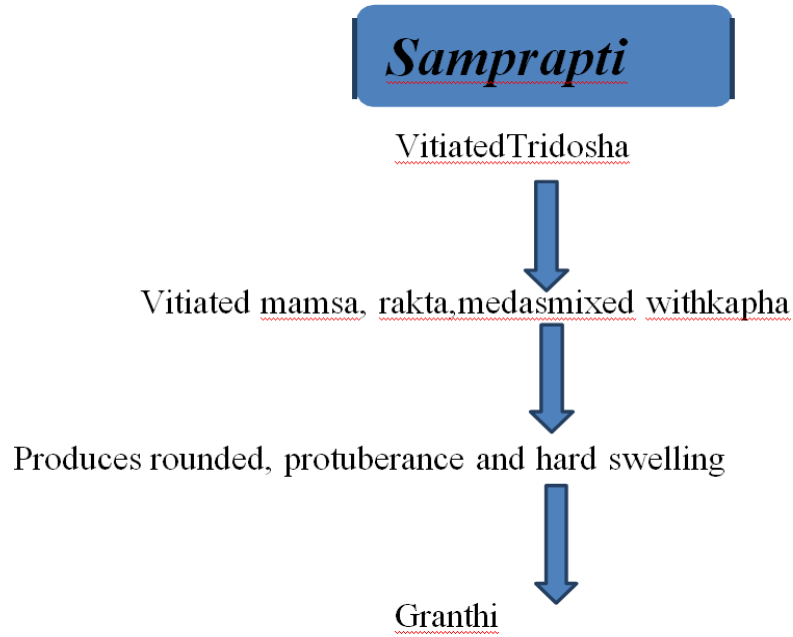 Samprapti
VitiatedTridosha
Vitiated mamsa, rakta,medasmixed withkapha
Produces rounded, protuberance and hard swelling
Granthi